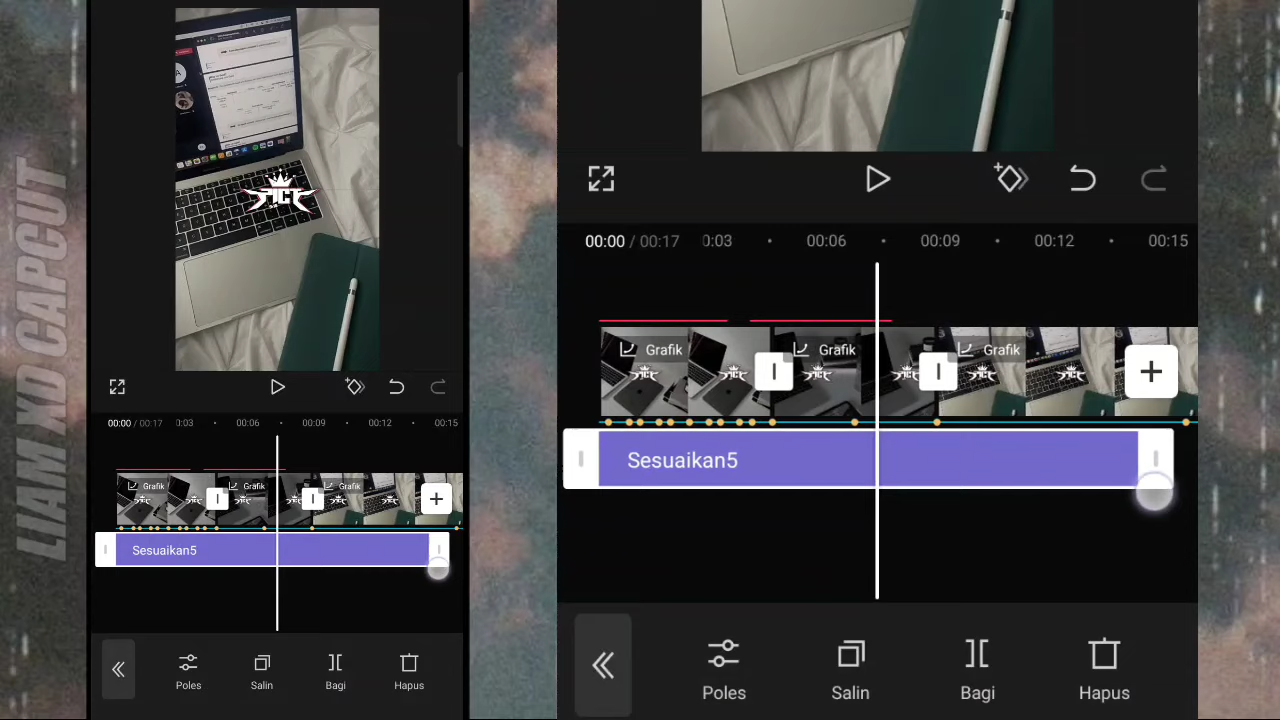 LIAM XD CAPCUT
00:00 / 00:17 0:03 00:06 00:09 00:12 00:15
Grafik Grafik Grafik
Sesuaikan5
Poles Salin Bagi Hapus
00:00 / 00:17 0:03 00:06 00:09 00:12 00:15
Grafik Grafik Grafik
Sesuaikan5
Poles Salin Bagi Hapus